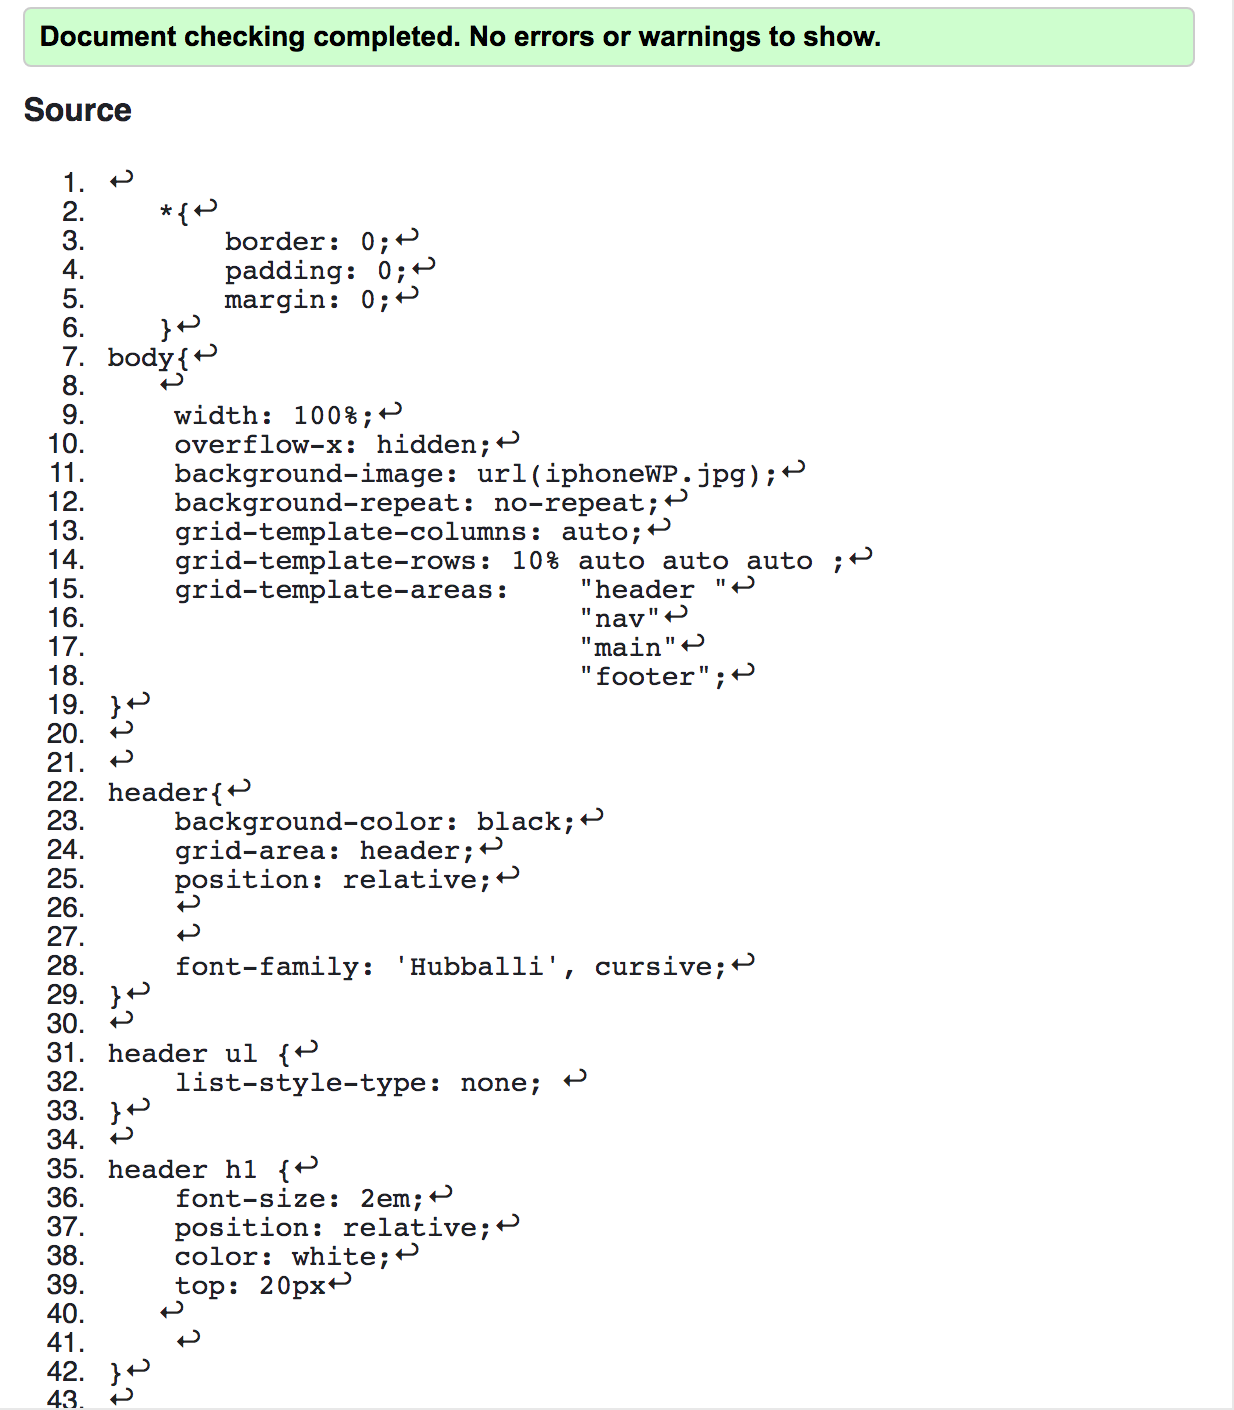 Document checking completed. No errors or warnings to show.
Source
1. ↩
2. *{↩
3. border: 0;↩
4. padding: 0;↩
5. margin: 0;↩
6. }↩
7. body{↩
8. ↩
9. width: 100%;↩
10. overflow-x: hidden;↩
11. background-image: url(iphoneWP.jpg);↩
12. background-repeat: no-repeat;↩
13. grid-template-columns: auto;↩
14. grid-template-rows: 10% auto auto auto ;↩
15. grid-template-areas: "header "↩
16. "nav"↩
17. "main"↩
18. "footer";↩
19. }↩
20. ↩
21. ↩
22. header{↩
23. background-color: black;↩
24. grid-area: header;↩
25. position: relative;↩
26. ↩
27. ↩
28. font-family: 'Hubballi', cursive;↩
29. }↩
30. ↩
31. header ul {↩
32. list-style-type: none; ↩
33. }↩
34. ↩
35. header h1 {↩
36. font-size: 2em;↩
37. position: relative;↩
38. color: white;↩
39. top: 20px↩
40. ↩
41. ↩
42. }↩
43. ↩